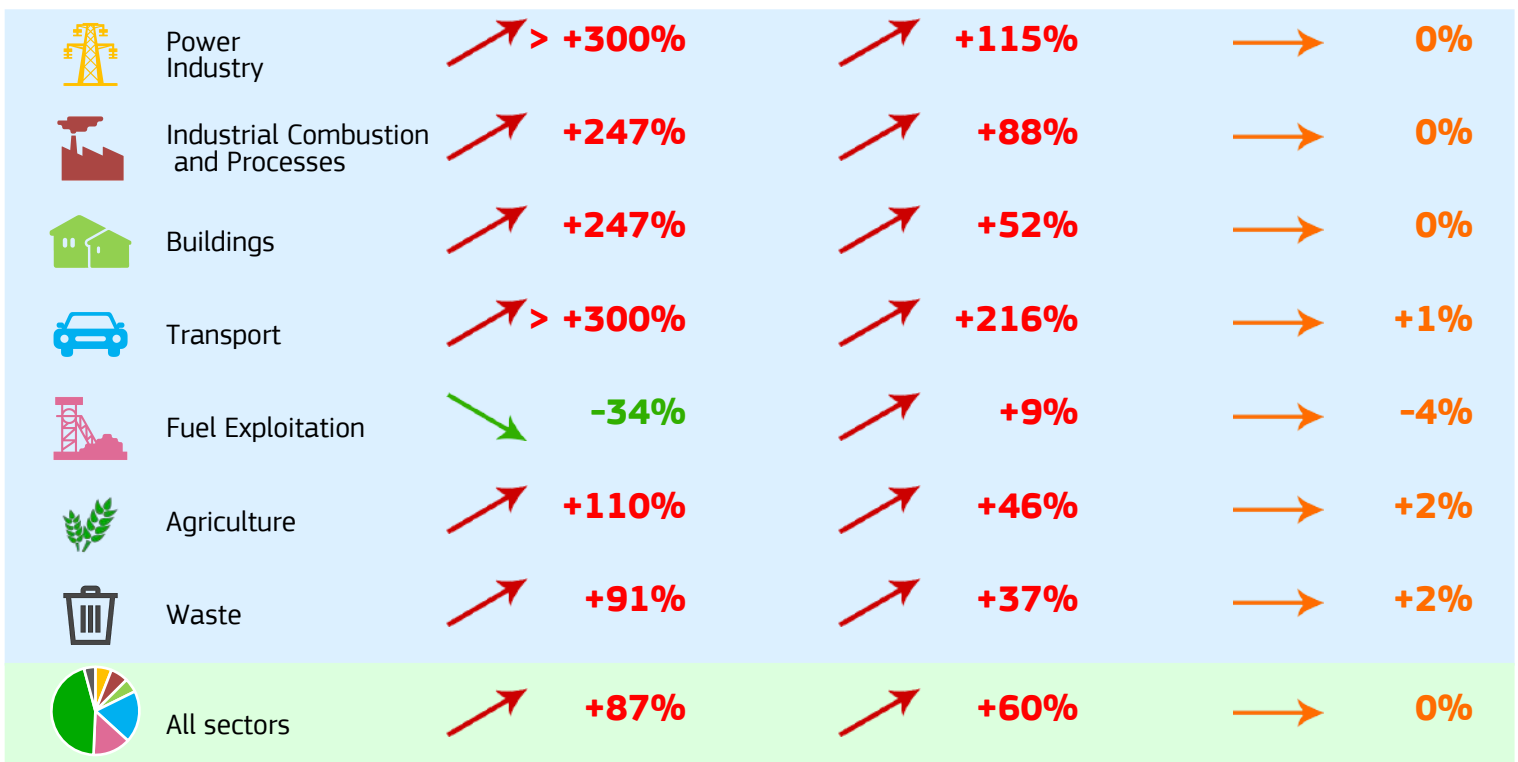 Power
Industry
> +300%
+115%
0%
Industrial Combustion
and Processes
+247%
+88%
0%
Buildings
+247%
+52%
0%
Transport
> +300%
+216%
+1%
Fuel Exploitation
-34%
+9%
-4%
Agriculture
+110%
+46%
+2%
Waste
+91%
+37%
+2%
All sectors
+87%
+60%
0%